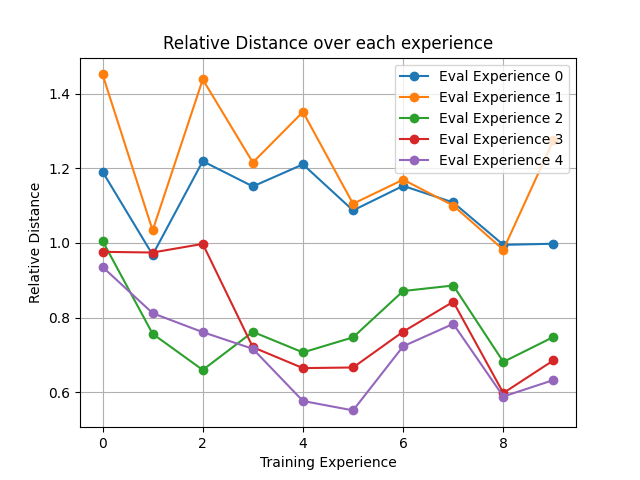 Relative Distance over each experience
Eval Experience 0
Eval Experience 1
Eval Experience 2
Eval Experience 3
Eval Experience 4
Relative Distance
1.4
1.2
1.0
0.8
0.6
0 2 4 6 8
Training Experience